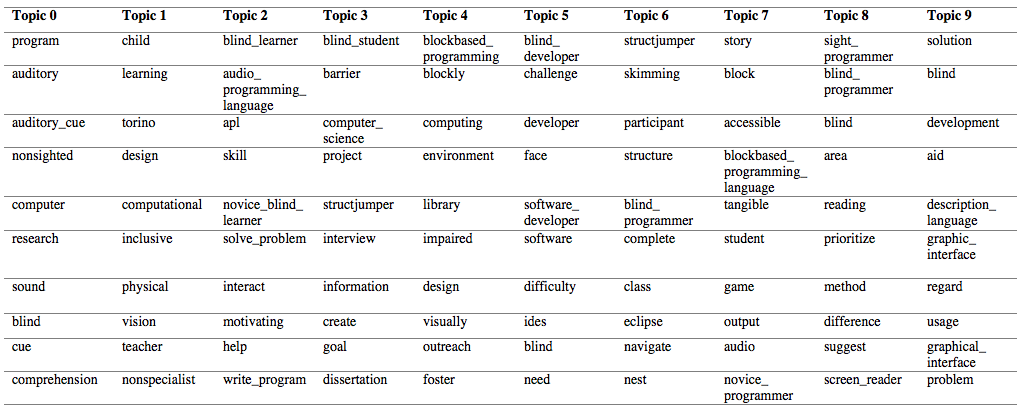 Topic 0 Topic 1 Topic 2 Topic 3 Topic 4 Topic 5 Topic 6 Topic 7 Topic 8 Topic 9
program child blind_learner blind_student blockbased_ blind_ structjumper story sight_ solution
programming developer programmer
auditory learning audio_ barrier blockly challenge skimming block blind_ blind
programming_ programmer
language
auditory_cue torino apl computer_ computing developer participant accessible blind development
science
nonsighted design skill project environment face structure blockbased_ area aid
programming_
language
computer computational novice_blind_ structjumper library software_ blind_ tangible reading description_
learner developer programmer language
research inclusive solve_problem interview impaired software complete student prioritize graphic_
interface
sound physical interact information design difficulty class game method regard
blind vision motivating create visually ides eclipse output difference usage
cue teacher help goal outreach blind navigate audio suggest graphical_
interface
comprehension nonspecialist write_program dissertation foster need nest novice_ screen_reader problem
programmer